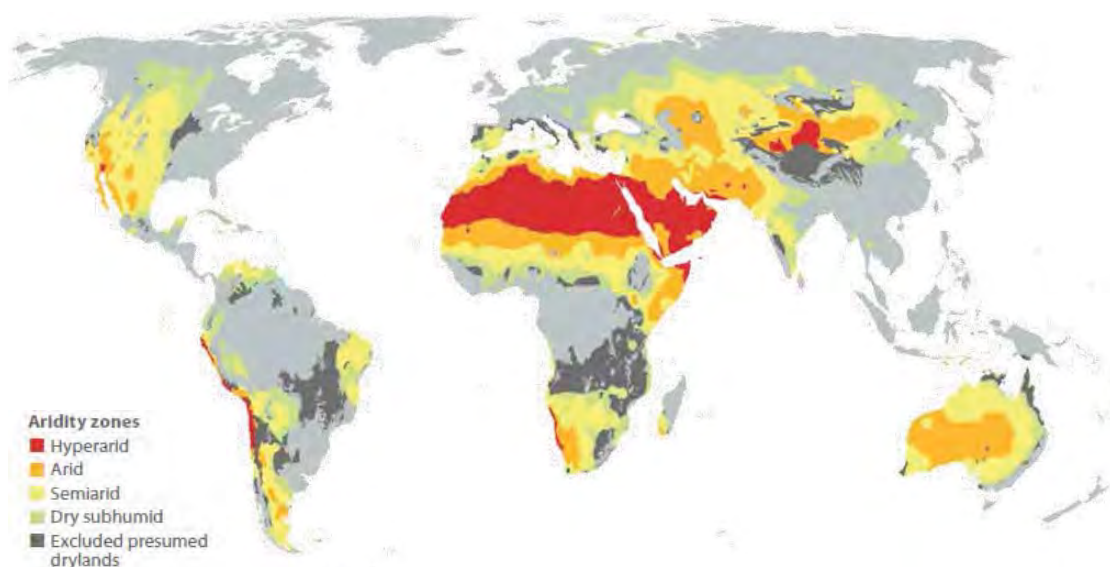 Aridity zones
Hyperarid
Arid
Semiarid
Dry subhumid
Excluded presumed
drylands